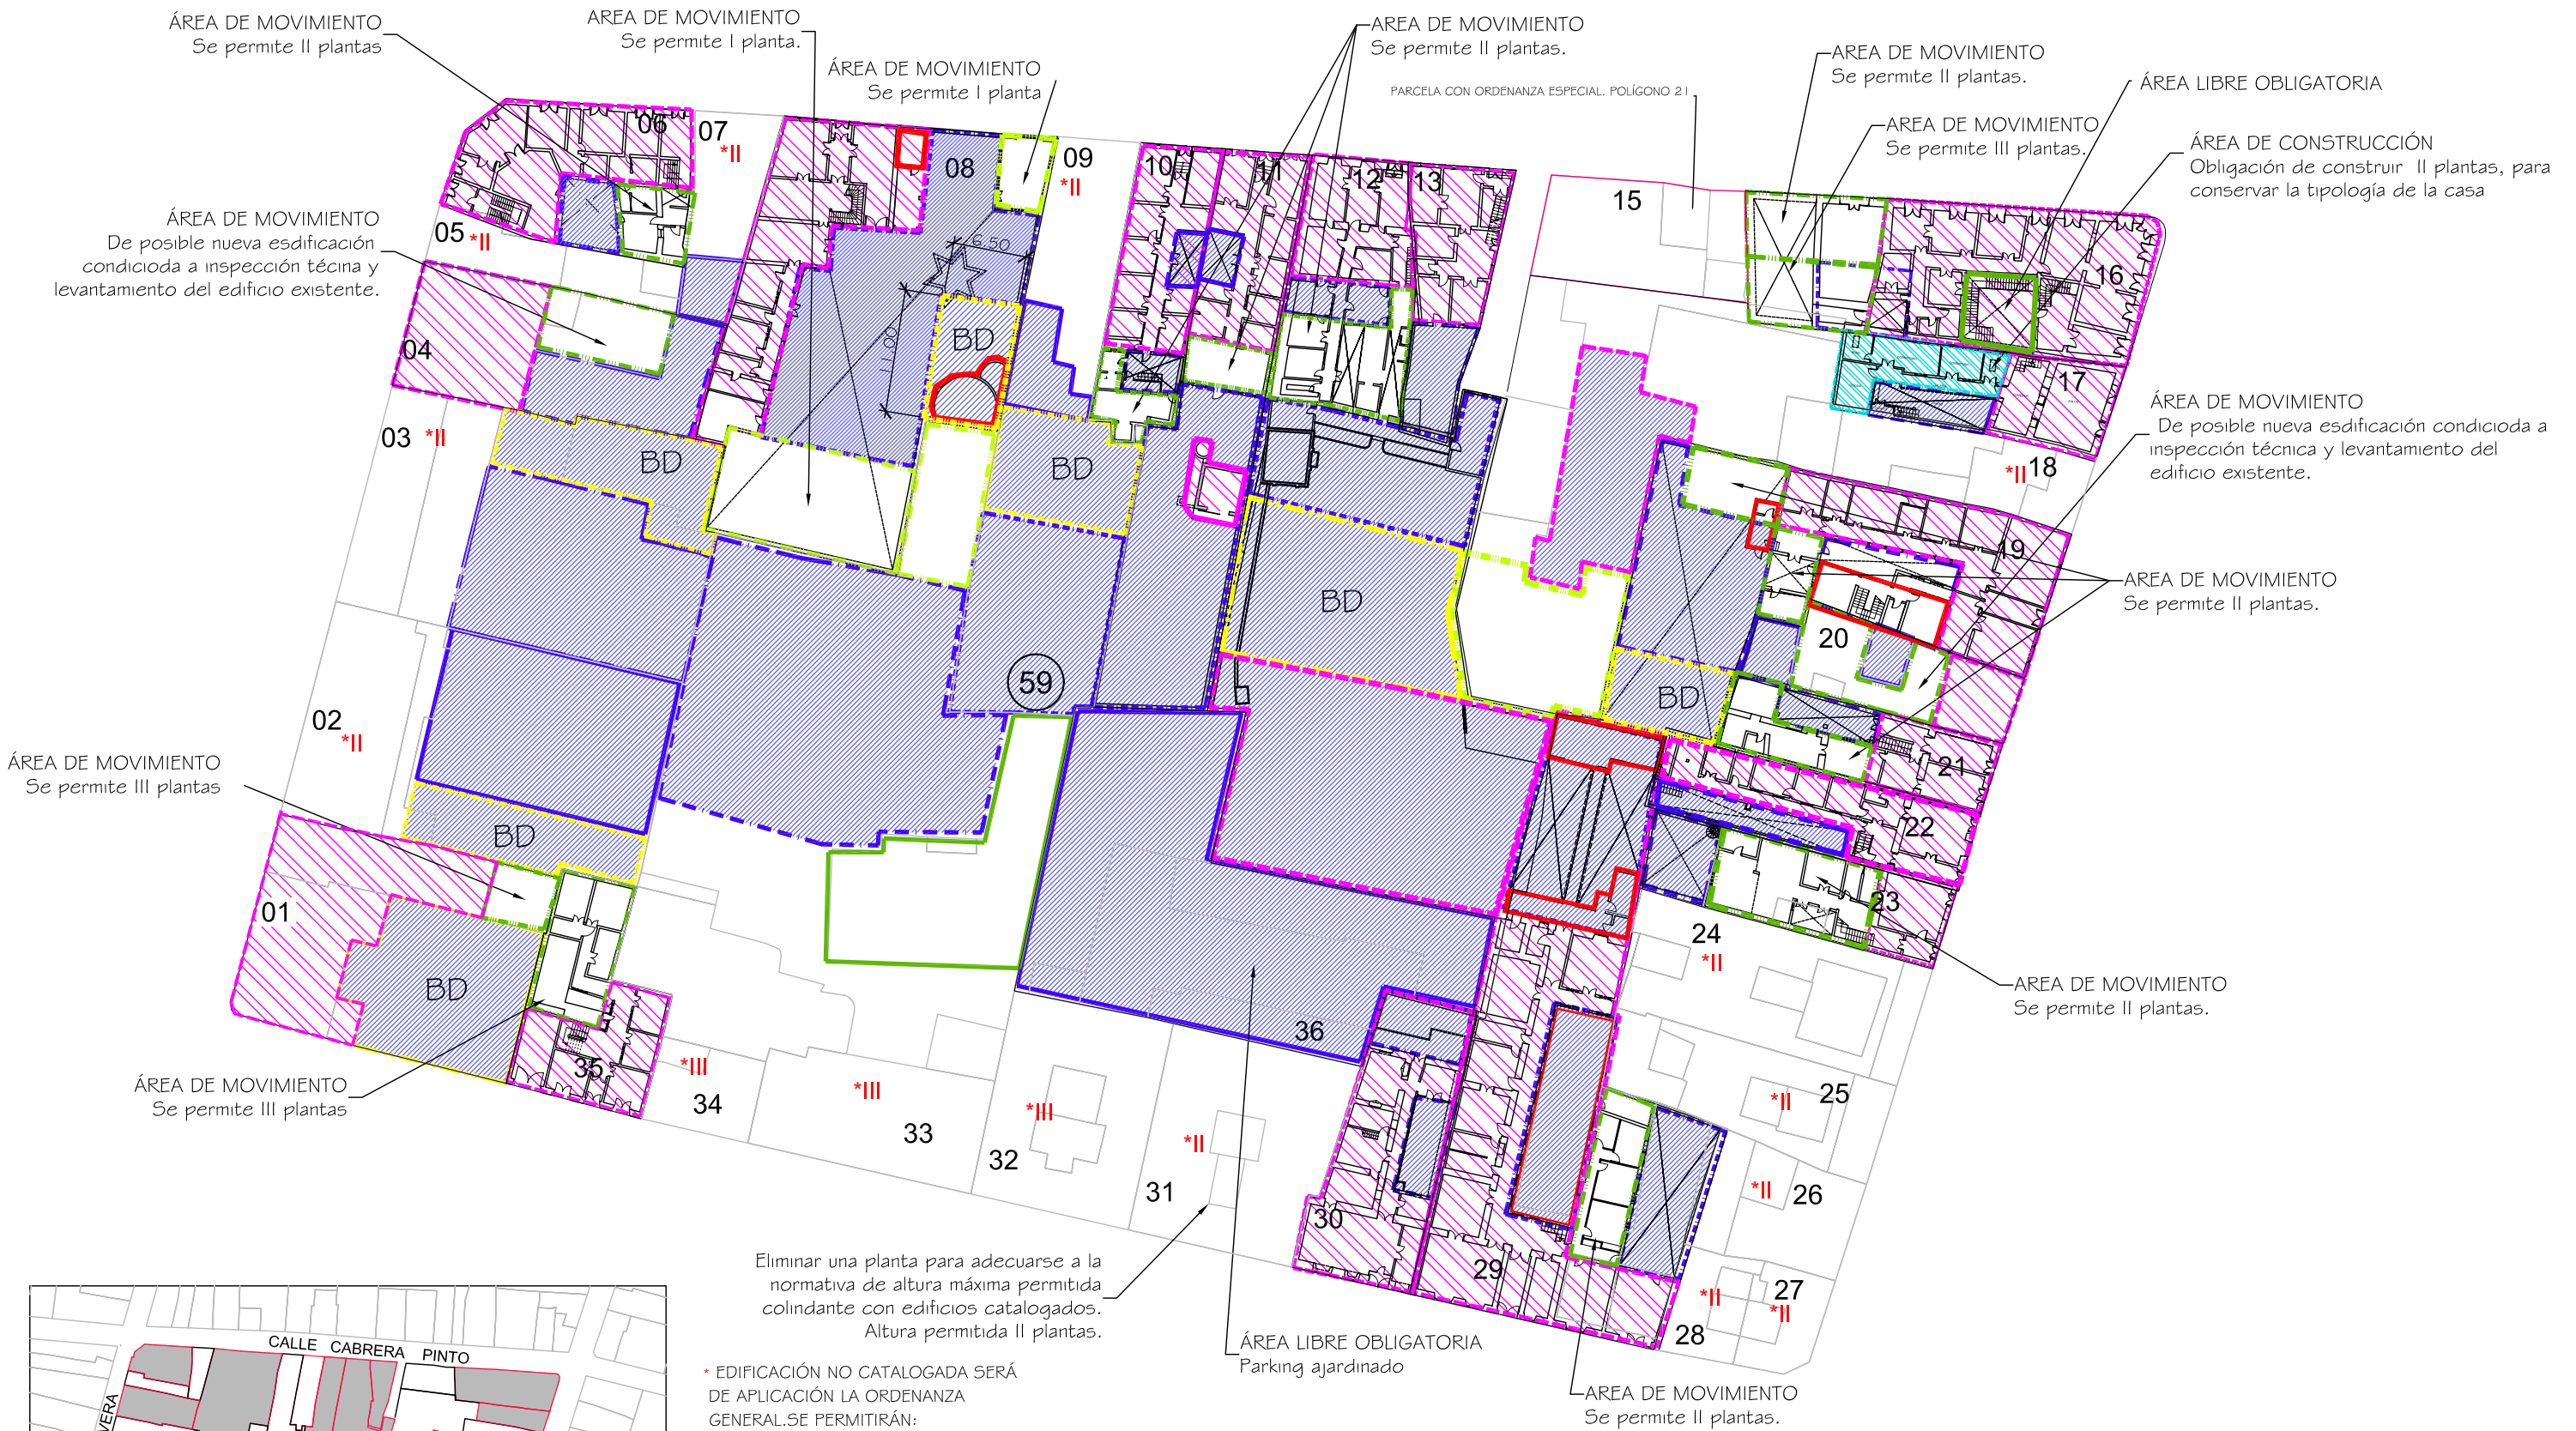 ÁREA DE MOVIMIENTO
Se permite II plantas
AREA DE MOVIMIENTO
Se permite I planta.
ÁREA DE MOVIMIENTO
Se permite I planta
AREA DE MOVIMIENTO
Se permite II plantas.
PARCELA CON ORDENANZA ESPECIAL. POLÍGONO 21
AREA DE MOVIMIENTO
Se permite II plantas.
ÁREA LIBRE OBLIGATORIA
AREA DE MOVIMIENTO
Se permite III plantas.
ÁREA DE CONSTRUCCIÓN
Obligación de construir II plantas, para
conservar la tipología de la casa
ÁREA DE MOVIMIENTO
De posible nueva esdificación
condicioda a inspección técina y
levantamiento del edificio existente.
06
07
*II
08
09
*II
10
11
12
13
15
16
17
05 *II
6.50
11.00
04
BD
03 *II
BD
BD
*II 18
ÁREA DE MOVIMIENTO
De posible nueva esdificación condicioda a
inspección técnica y levantamiento del
edificio existente.
19
AREA DE MOVIMIENTO
Se permite II plantas.
BD
20
59
BD
02
*II
21
ÁREA DE MOVIMIENTO
Se permite III plantas
BD
22
01
23
24
*II
BD
AREA DE MOVIMIENTO
Se permite II plantas.
36
35
*III
34
*III
33
*III
32
*II
31
*II
25
*II
26
ÁREA DE MOVIMIENTO
Se permite III plantas
30
29
*II
28
27
*II
Eliminar una planta para adecuarse a la
normativa de altura máxima permitida
colindante con edificios catalogados.
Altura permitida II plantas.
ÁREA LIBRE OBLIGATORIA
Parking ajardinado
AREA DE MOVIMIENTO
Se permite II plantas.
* EDIFICACIÓN NO CATALOGADA SERÁ
DE APLICACIÓN LA ORDENANZA
GENERAL.SE PERMITIRÁN:
CALLE CABRERA PINTO
VERA